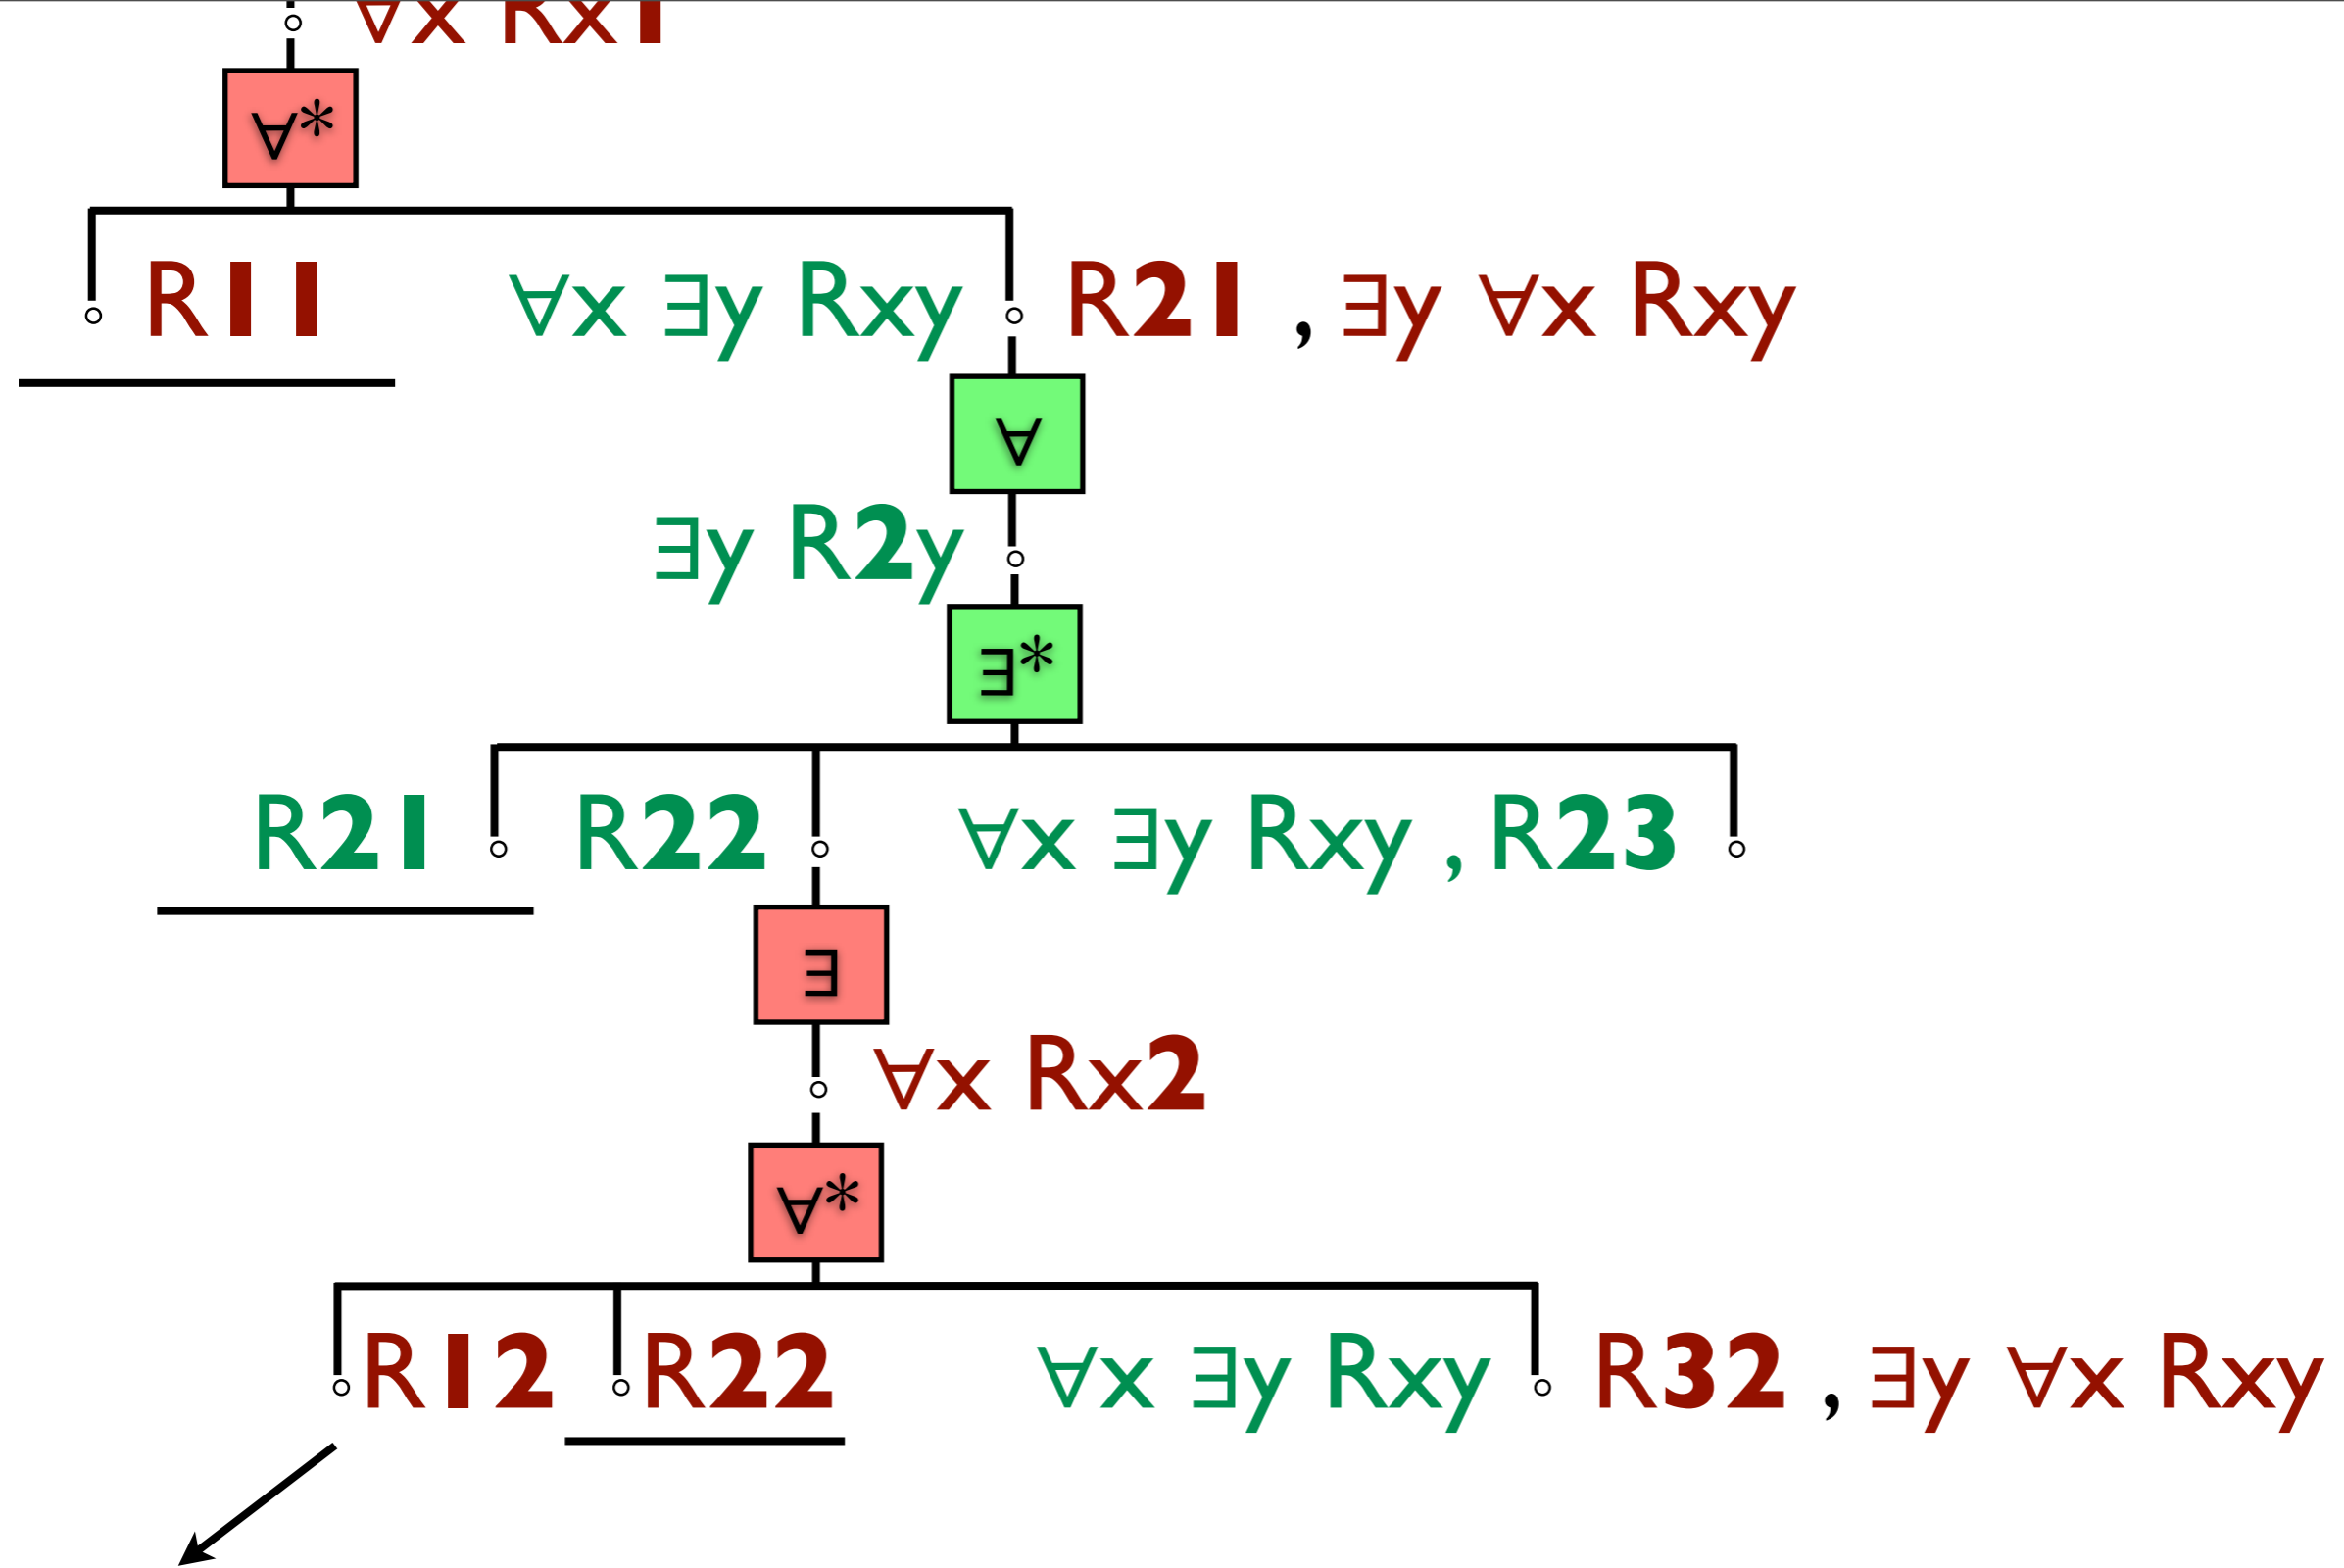 ∀x Rx1
∀*
R11 ∀x ∃y Rxy R21 , ∃y ∀x Rxy
∀
∃y R2y
∃*
R21 R22 ∀x ∃y Rxy , R23
∃
∀x Rx2
∀*
R12 R22 ∀x ∃y Rxy R32 , ∃y ∀x Rxy